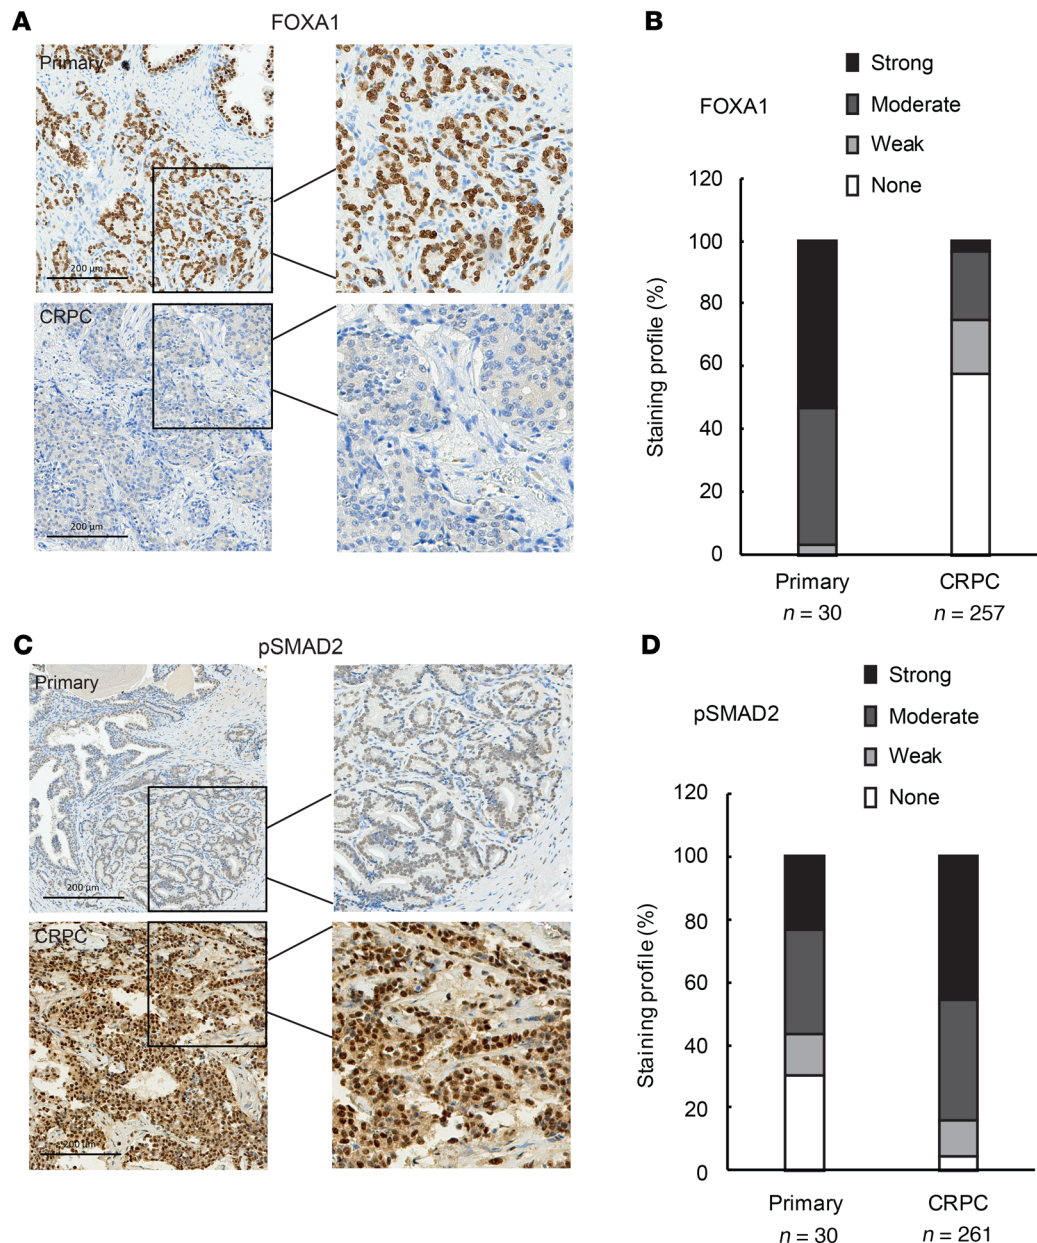 A
FOXA1
Primary
200 μm
CRPC
200 μm
B
FOXA1
Strong
Moderate
Weak
None
Staining profile (%)
120
100
80
60
40
20
0
Primary
CRPC
n = 30
n = 257
C
pSMAD2
Primary
200 μm
CRPC
200 μm
D
pSMAD2
Strong
Moderate
Weak
None
Staining profile (%)
120
100
80
60
40
20
0
Primary
CRPC
n = 30
n = 261